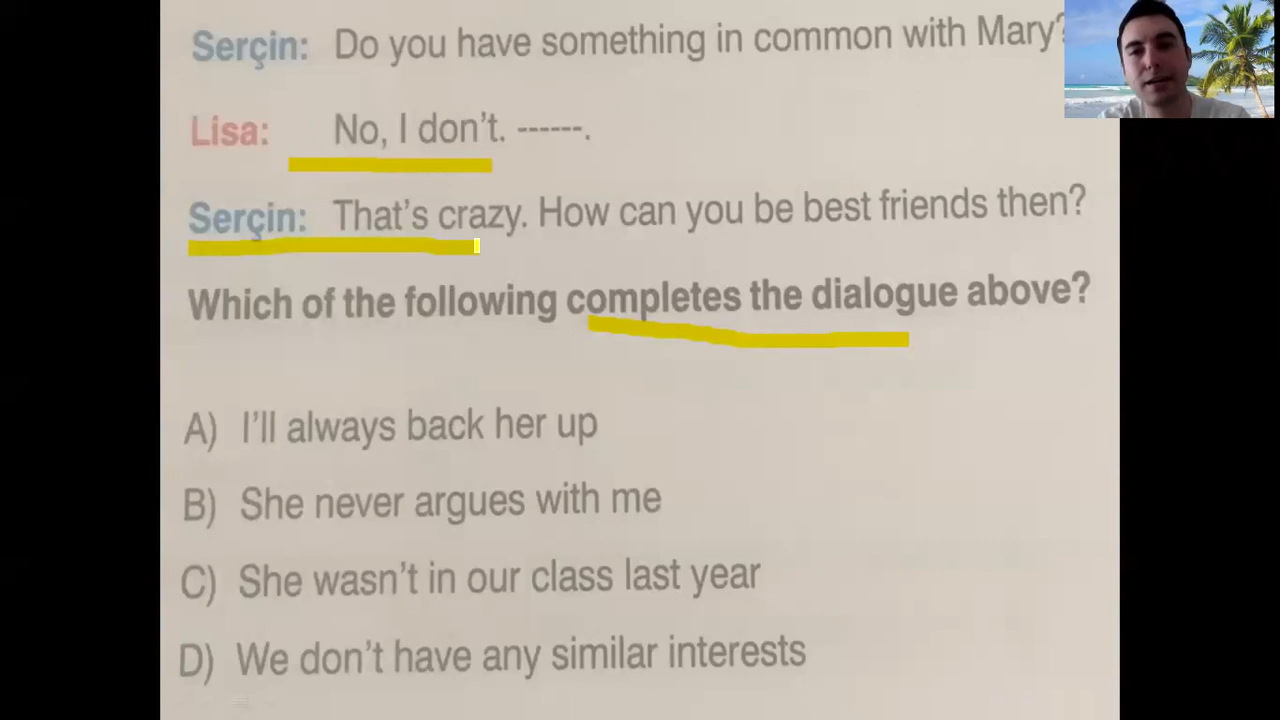 Serçin: Do you have something in common with Mary?
Lisa: No, I don't. ------.
Serçin: That's crazy. How can you be best friends then?
Which of the following completes the dialogue above?
A) I'll always back her up
B) She never argues with me
C) She wasn't in our class last year
D) We don't have any similar interests